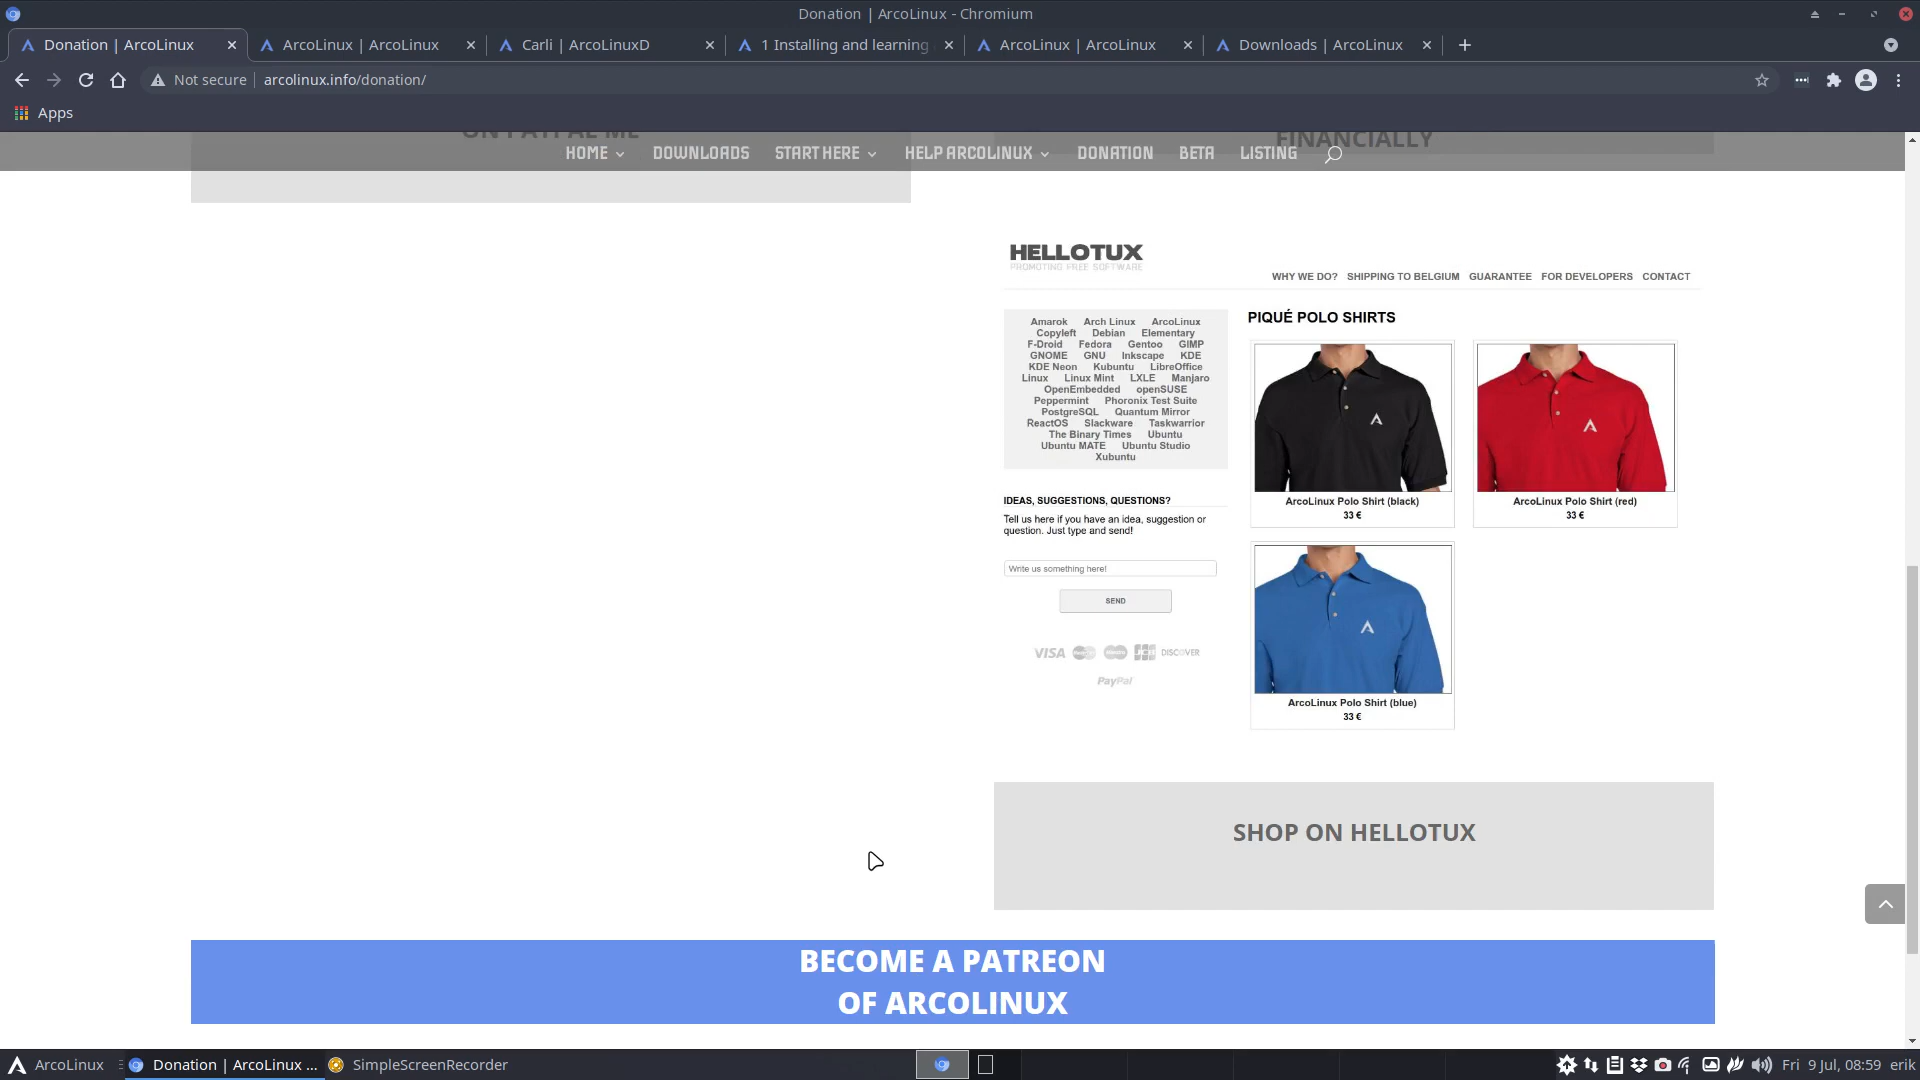 Donation | ArcoLinux - Chromium
Donation | ArcoLinux
ArcoLinux | ArcoLinux
Carli | ArcoLinuxD
1 Installing and learning
ArcoLinux | ArcoLinux
Downloads | ArcoLinux
Not secure
arcolinux.info/donation/
Apps
FINANCIALLY
HOME
DOWNLOADS
START HERE
HELP ARCOLINUX
DONATION
BETA
LISTING
HELLOTUX
PROMOTING FREE SOFTWARE
WHY WE DO? SHIPPING TO BELGIUM GUARANTEE FOR DEVELOPERS CONTACT
Amarok Arch Linux ArcoLinux
Copyleft Debian Elementary
F-Droid Fedora Gentoo GIMP
GNOME GNU Inkscape KDE
KDE Neon Kubuntu LibreOffice
Linux Linux Mint LXLE Manjaro
OpenEmbedded openSUSE
Peppermint Phoronix Test Suite
PostgreSQL Quantum Mirror
ReactOS Slackware Taskwarrior
The Binary Times Ubuntu
Ubuntu MATE Ubuntu Studio
Xubuntu
IDEAS, SUGGESTIONS, QUESTIONS?
Tell us here if you have an idea, suggestion or
question. Just type and send!
Write us something here!
SEND
VISA
JCB
DISCOVER
PayPal
PIQUÉ POLO SHIRTS
ArcoLinux Polo Shirt (black)
33 €
ArcoLinux Polo Shirt (red)
33 €
ArcoLinux Polo Shirt (blue)
33 €
SHOP ON HELLOTUX
BECOME A PATREON
OF ARCOLINUX
ArcoLinux
Donation | ArcoLinux ...
SimpleScreenRecorder
Fri 9 Jul, 08:59 erik